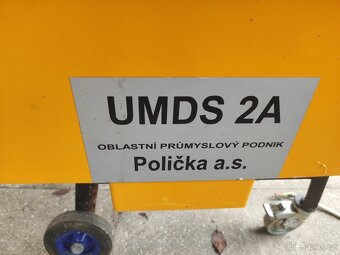 UMDS 2A
OBLASTNÍ PRŮMYSLOVÝ PODNIK
Polička a.s.